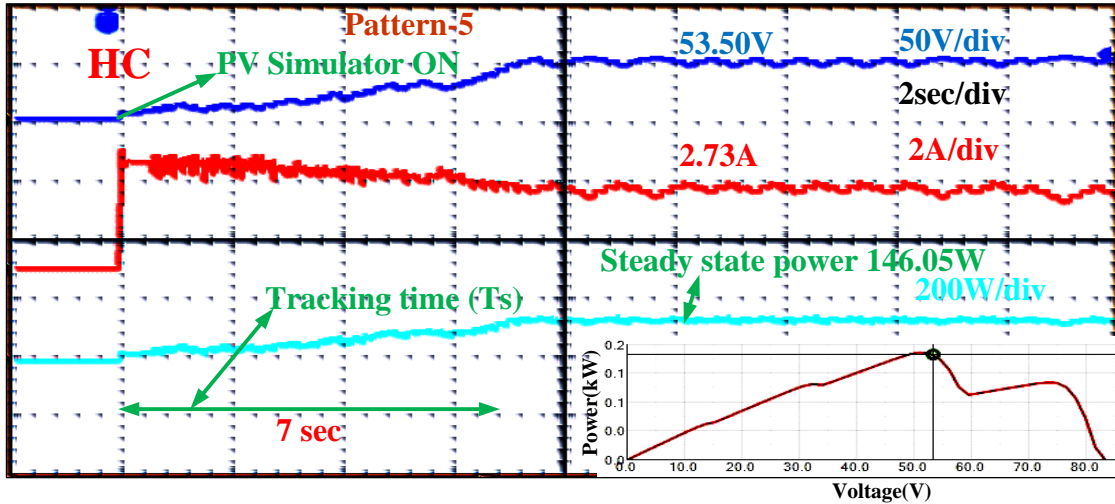 Pattern-5
53.50V
50V/div
HC
PV Simulator ON
2sec/div
2.73A
2A/div
Steady state power 146.05W
200W/div
Tracking time (Ts)
7 sec
Power(kW)
0.2
0.1
0.1
0.0
0.0 10.0 20.0 30.0 40.0 50.0 60.0 70.0 80.0
Voltage(V)